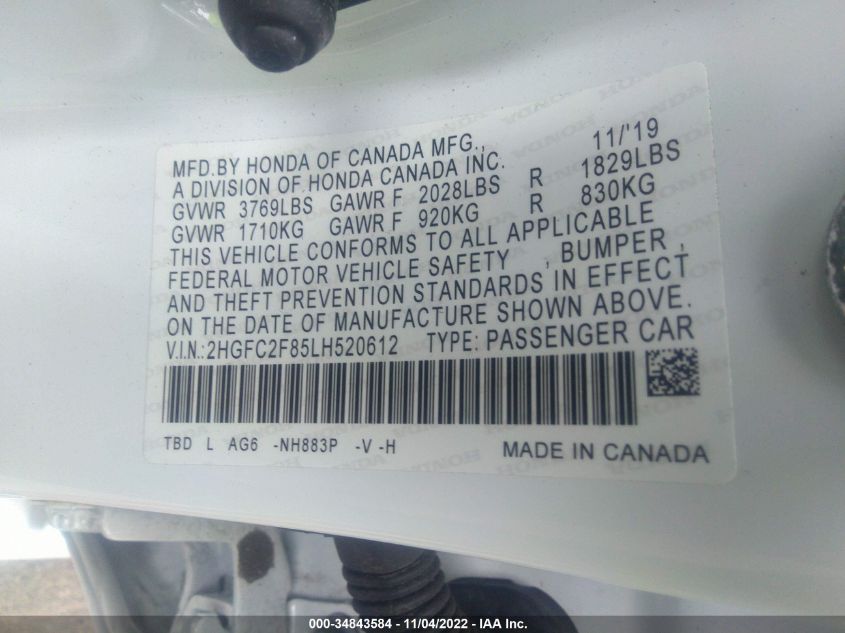 MFD.BY HONDA OF CANADA MFG., 11/'19
A DIVISION OF HONDA CANADA INC.
GVWR 3769LBS GAWR F 2028LBS R 1829LBS
GVWR 1710KG GAWR F 920KG R 830KG
THIS VEHICLE CONFORMS TO ALL APPLICABLE
FEDERAL MOTOR VEHICLE SAFETY , BUMPER ,
AND THEFT PREVENTION STANDARDS IN EFFECT
ON THE DATE OF MANUFACTURE SHOWN ABOVE.
V.I.N.:2HGFC2F85LH520612 TYPE: PASSENGER CAR
TBD L AG6 -NH883P -V -H MADE IN CANADA
000-34843584 - 11/04/2022 - IAA Inc.